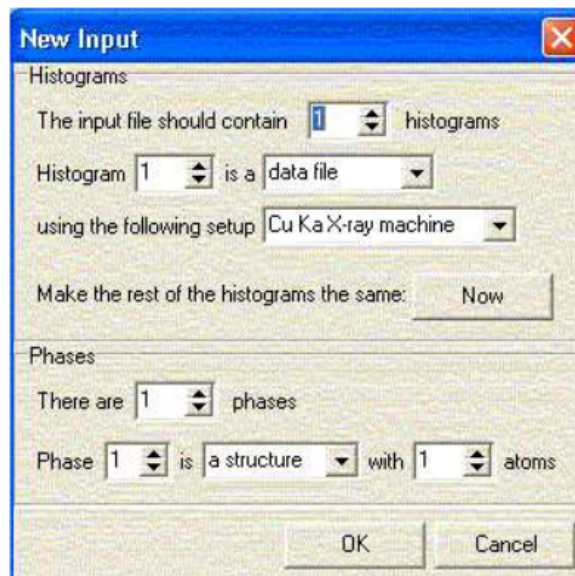 New Input
Histograms
The input file should contain 1 histograms
Histogram 1 is a data file
using the following setup Cu Ka X-ray machine
Make the rest of the histograms the same: Now
Phases
There are 1 phases
Phase 1 is a structure with 1 atoms
OK Cancel